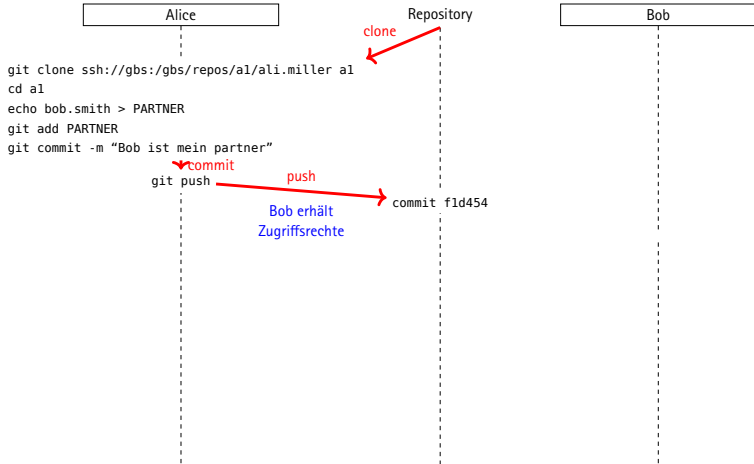 Alice
Repository
Bob
clone
git clone ssh://gbs:/gbs/repos/a1/ali.miller a1
cd a1
echo bob.smith > PARTNER
git add PARTNER
git commit -m “Bob ist mein partner”
commit
git push
push
commit f1d454
Bob erhält
Zugriffsrechte